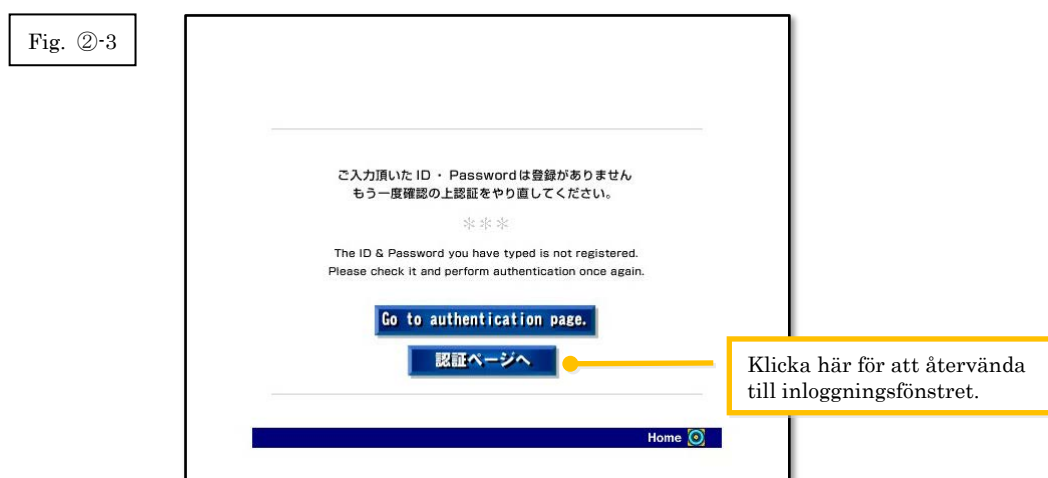 Fig. ②-3
ご入力頂いた ID ・ Passwordは登録がありません
もう一度確認の上認証をやり直してください。
＊＊＊
The ID & Password you have typed is not registered.
Please check it and perform authentication once again.
Go to authentication page.
認証ページへ
Klicka här för att återvända
till inloggningsfönstret.
Home